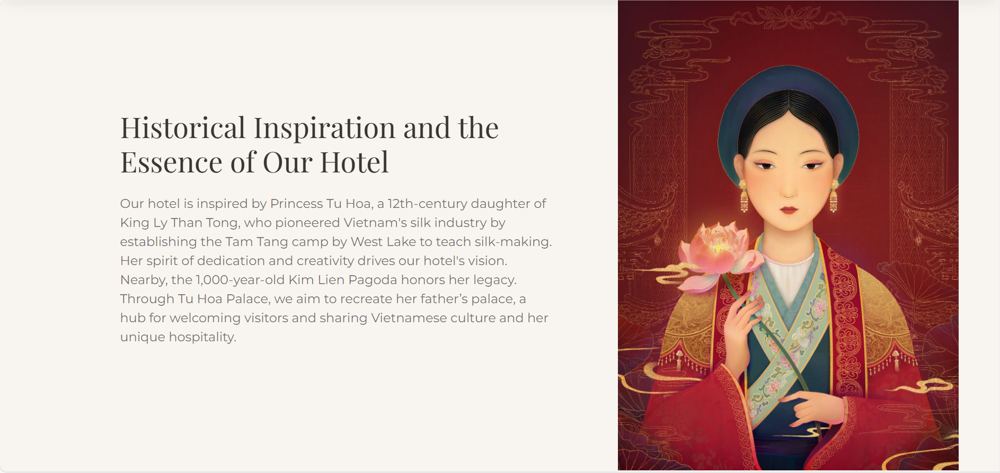 Historical Inspiration and the
Essence of Our Hotel
Our hotel is inspired by Princess Tu Hoa, a 12th-century daughter of
King Ly Than Tong, who pioneered Vietnam's silk industry by
establishing the Tam Tang camp by West Lake to teach silk-making.
Her spirit of dedication and creativity drives our hotel's vision.
Nearby, the 1,000-year-old Kim Lien Pagoda honors her legacy.
Through Tu Hoa Palace, we aim to recreate her father’s palace, a
hub for welcoming visitors and sharing Vietnamese culture and her
unique hospitality.